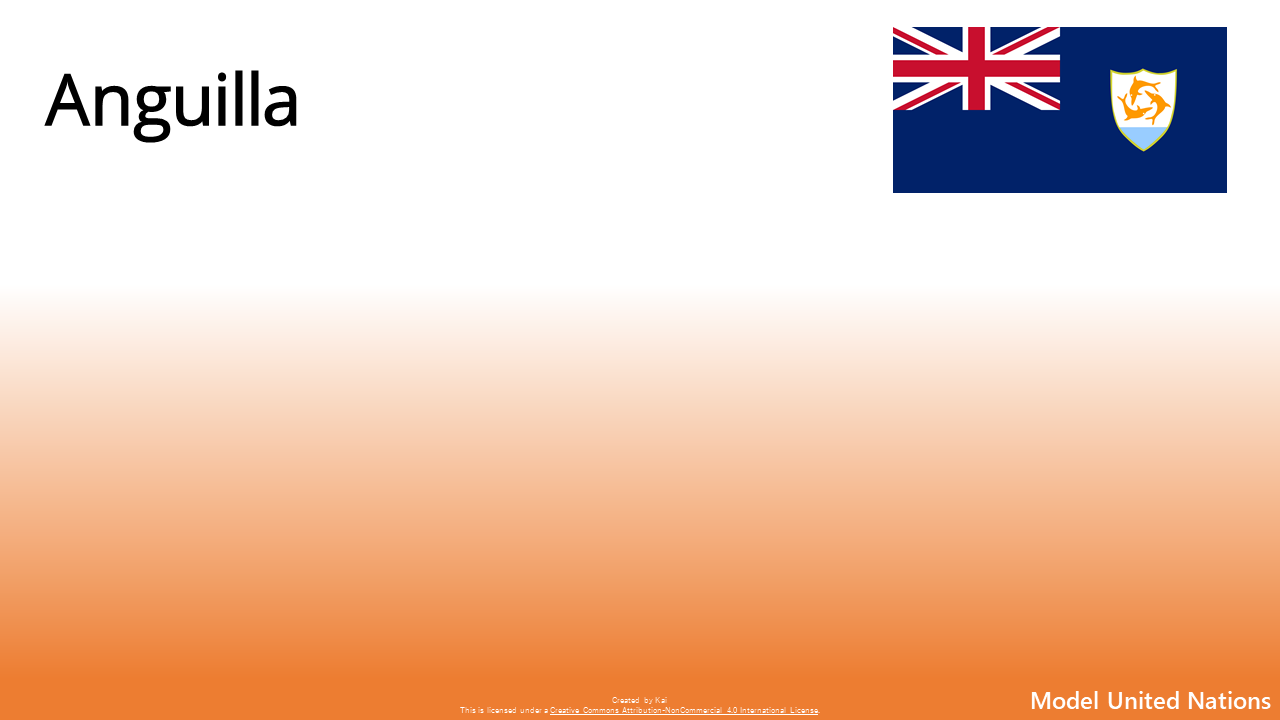 Anguilla
Created by Kai
This is licensed under a Creative Commons Attribution-NonCommercial 4.0 International License.
Model United Nations